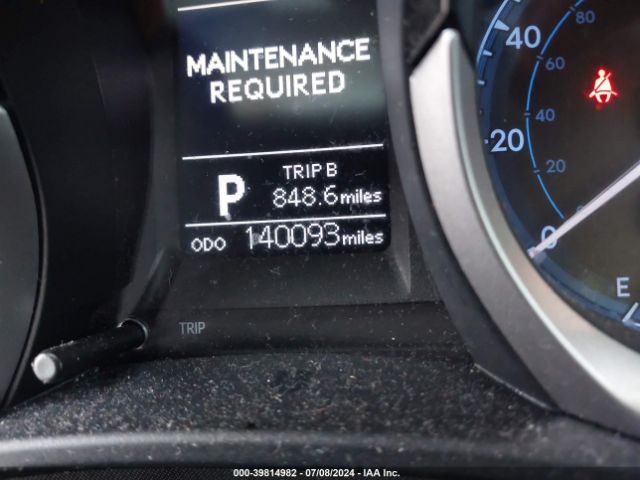 MAINTENANCE
REQUIRED
TRIP B
P 848.6 miles
ODO 140093 miles
TRIP
80
40
60
40
20
20
0
E
000-39814982 - 07/08/2024 - IAA Inc.